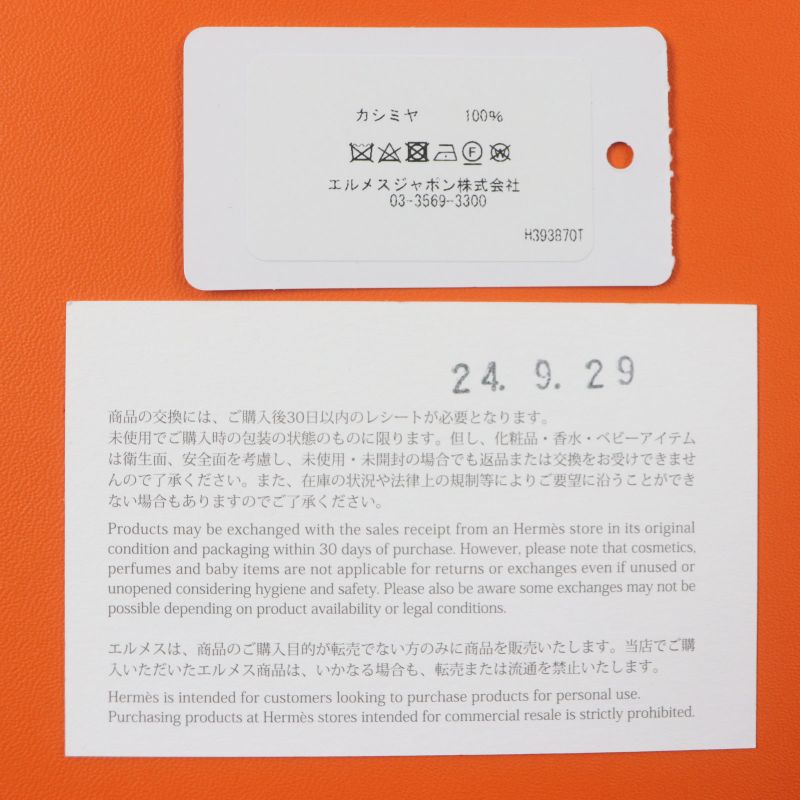 カシミヤ 100%
エルメスジャポン株式会社
03-3569-3300
H393870T
24. 9. 29
商品の交換には、ご購入後30日以内のレシートが必要となります。
未使用でご購入時の包装の状態のものに限ります。但し、化粧品・香水・ベビーアイテム
は衛生面、安全面を考慮し、未使用・未開封の場合でも返品または交換をお受けできませ
んので了承ください。また、在庫の状況や法律上の規制等によりご要望に沿うことができ
ない場合もありますのでご了承ください。
Products may be exchanged with the sales receipt from an Hermès store in its original
condition and packaging within 30 days of purchase. However, please note that cosmetics,
perfumes and baby items are not applicable for returns or exchanges even if unused or
unopened considering hygiene and safety. Please also be aware some exchanges may not be
possible depending on product availability or legal conditions.
エルメスは、商品のご購入目的が転売でない方のみに商品を販売いたします。当店でご購
入いただいたエルメス商品は、いかなる場合も、転売または流通を禁止いたします。
Hermès is intended for customers looking to purchase products for personal use.
Purchasing products at Hermès stores intended for commercial resale is strictly prohibited.